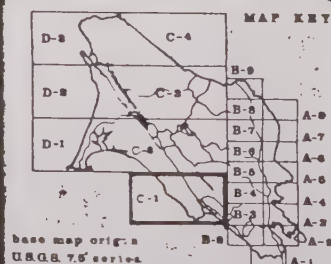 MAP KEY
D-3
C-4
B-9
D-2
C-3
B-8
A-8
B-7
A-7
D-1
B-6
A-6
C-2
B-5
A-5
C-1
B-4
A-4
B-3
A-3
B-2
A-2
A-1
base map origin
U.S.G.S. 7.5' series